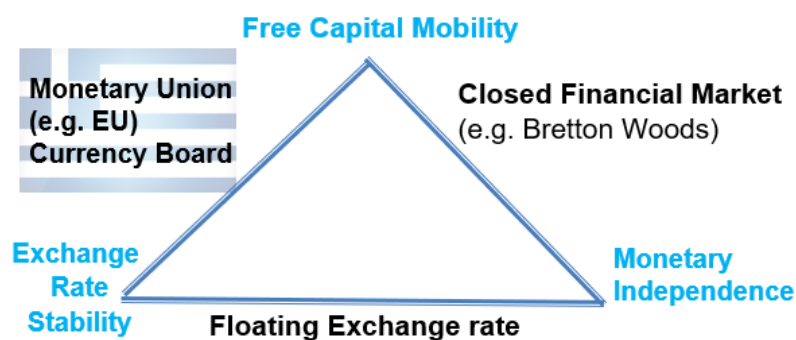 Free Capital Mobility
Monetary Union
(e.g. EU)
Currency Board
Closed Financial Market
(e.g. Bretton Woods)
Exchange
Rate
Stability
Monetary
Independence
Floating Exchange rate